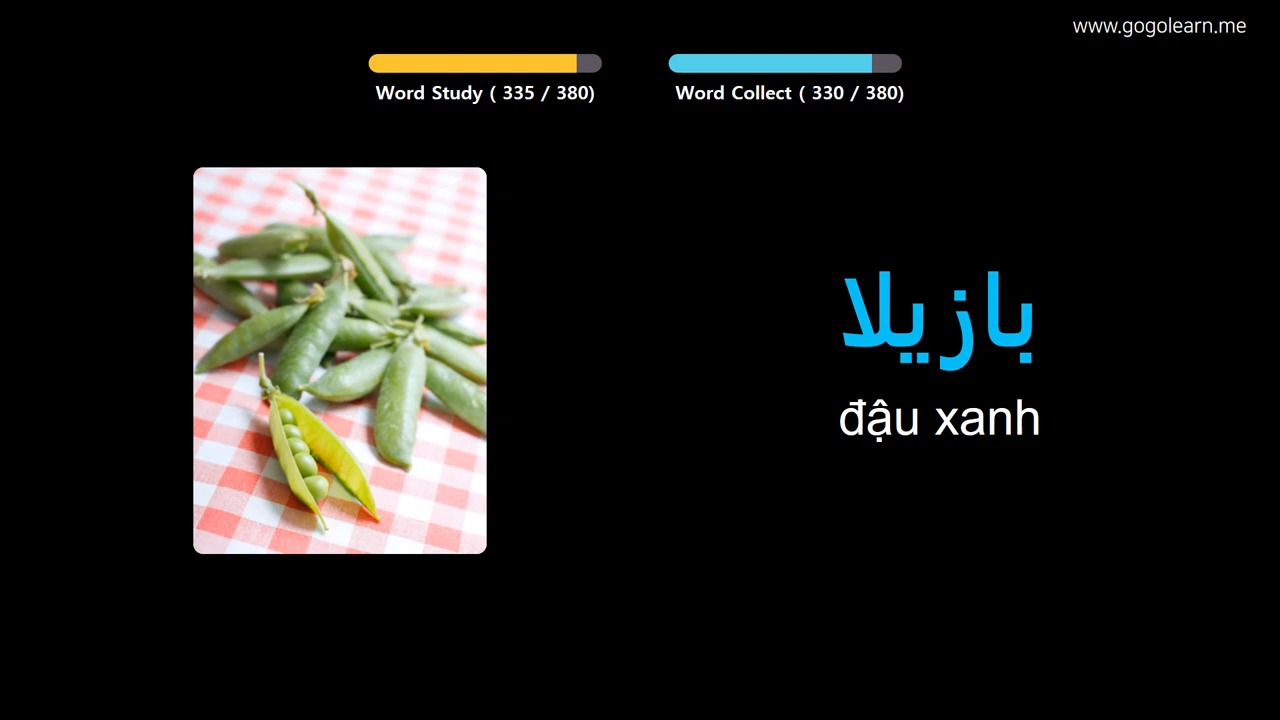 www.gogolearn.me
Word Study ( 335 / 380)
Word Collect ( 330 / 380)
بازيلا
đậu xanh